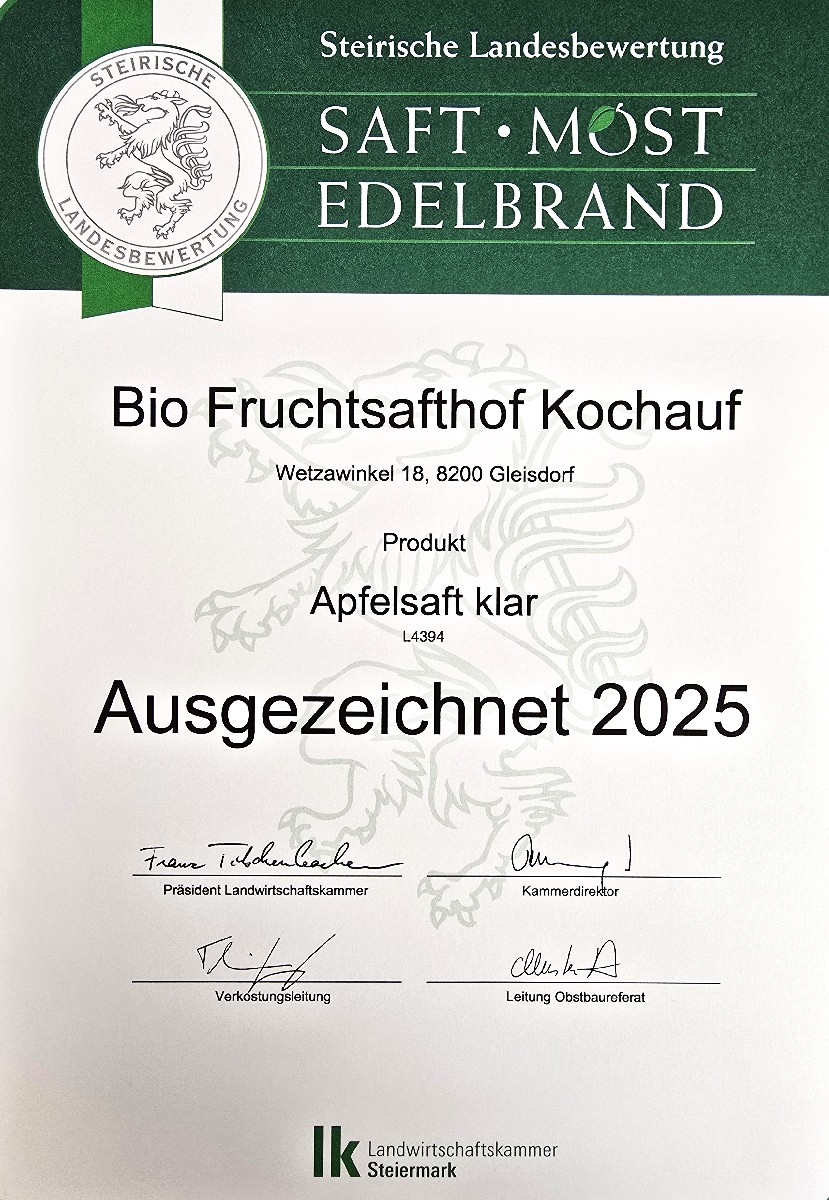 STEIRISCHE
LANDESBEWERTUNG
Steirische Landesbewertung
SAFT • MOST
EDELBRAND
Bio Fruchtsafthof Kochauf
Wetzawinkel 18, 8200 Gleisdorf
Produkt
Apfelsaft klar
L4394
Ausgezeichnet 2025
Präsident Landwirtschaftskammer
Kammerdirektor
Verkostungsleitung
Leitung Obstbaureferat
lk Landwirtschaftskammer
Steiermark